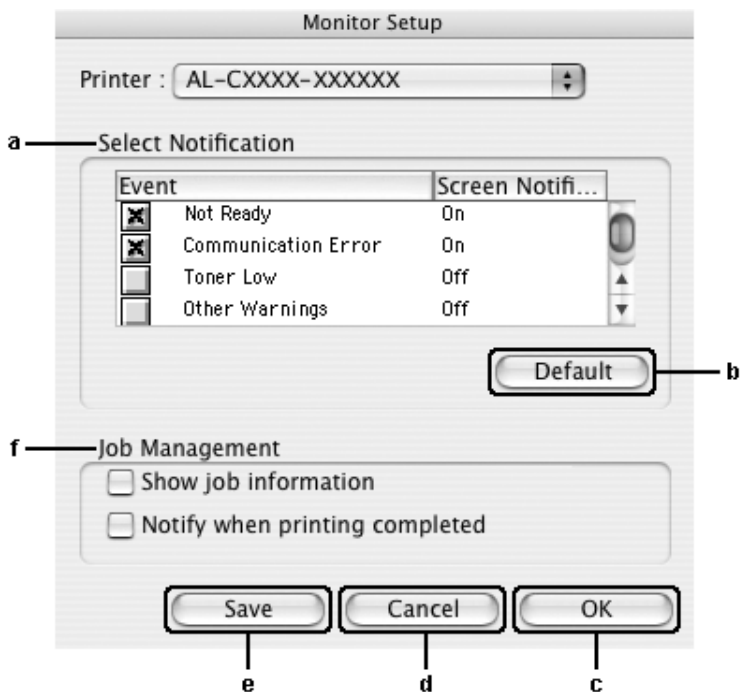 Monitor Setup
Printer : AL-CXXXX-XXXXXX
a Select Notification
Event Screen Notifi...
Not Ready On
Communication Error On
Toner Low Off
Other Warnings Off
Default b
f Job Management
Show job information
Notify when printing completed
Save Cancel OK
e d c